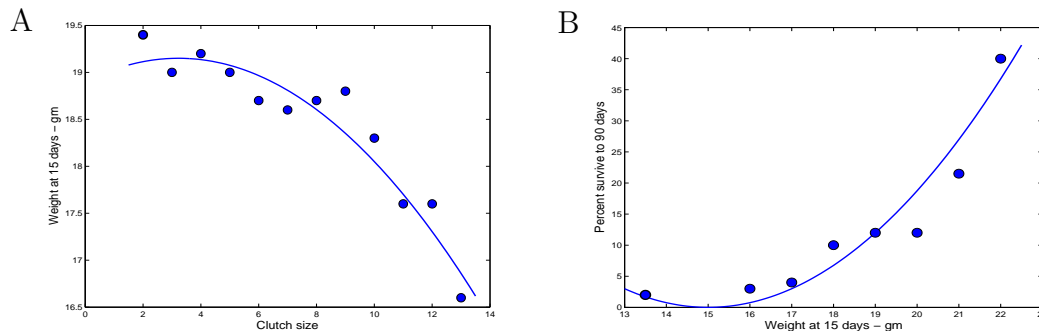 A
19.5
19
18.5
18
17.5
17
16.5
Weight at 15 days – gm
0 2 4 6 8 10 12 14
Clutch size
B
45
40
35
30
25
20
15
10
5
0
Percent survive to 90 days
13 14 15 16 17 18 19 20 21 22 23
Weight at 15 days – gm